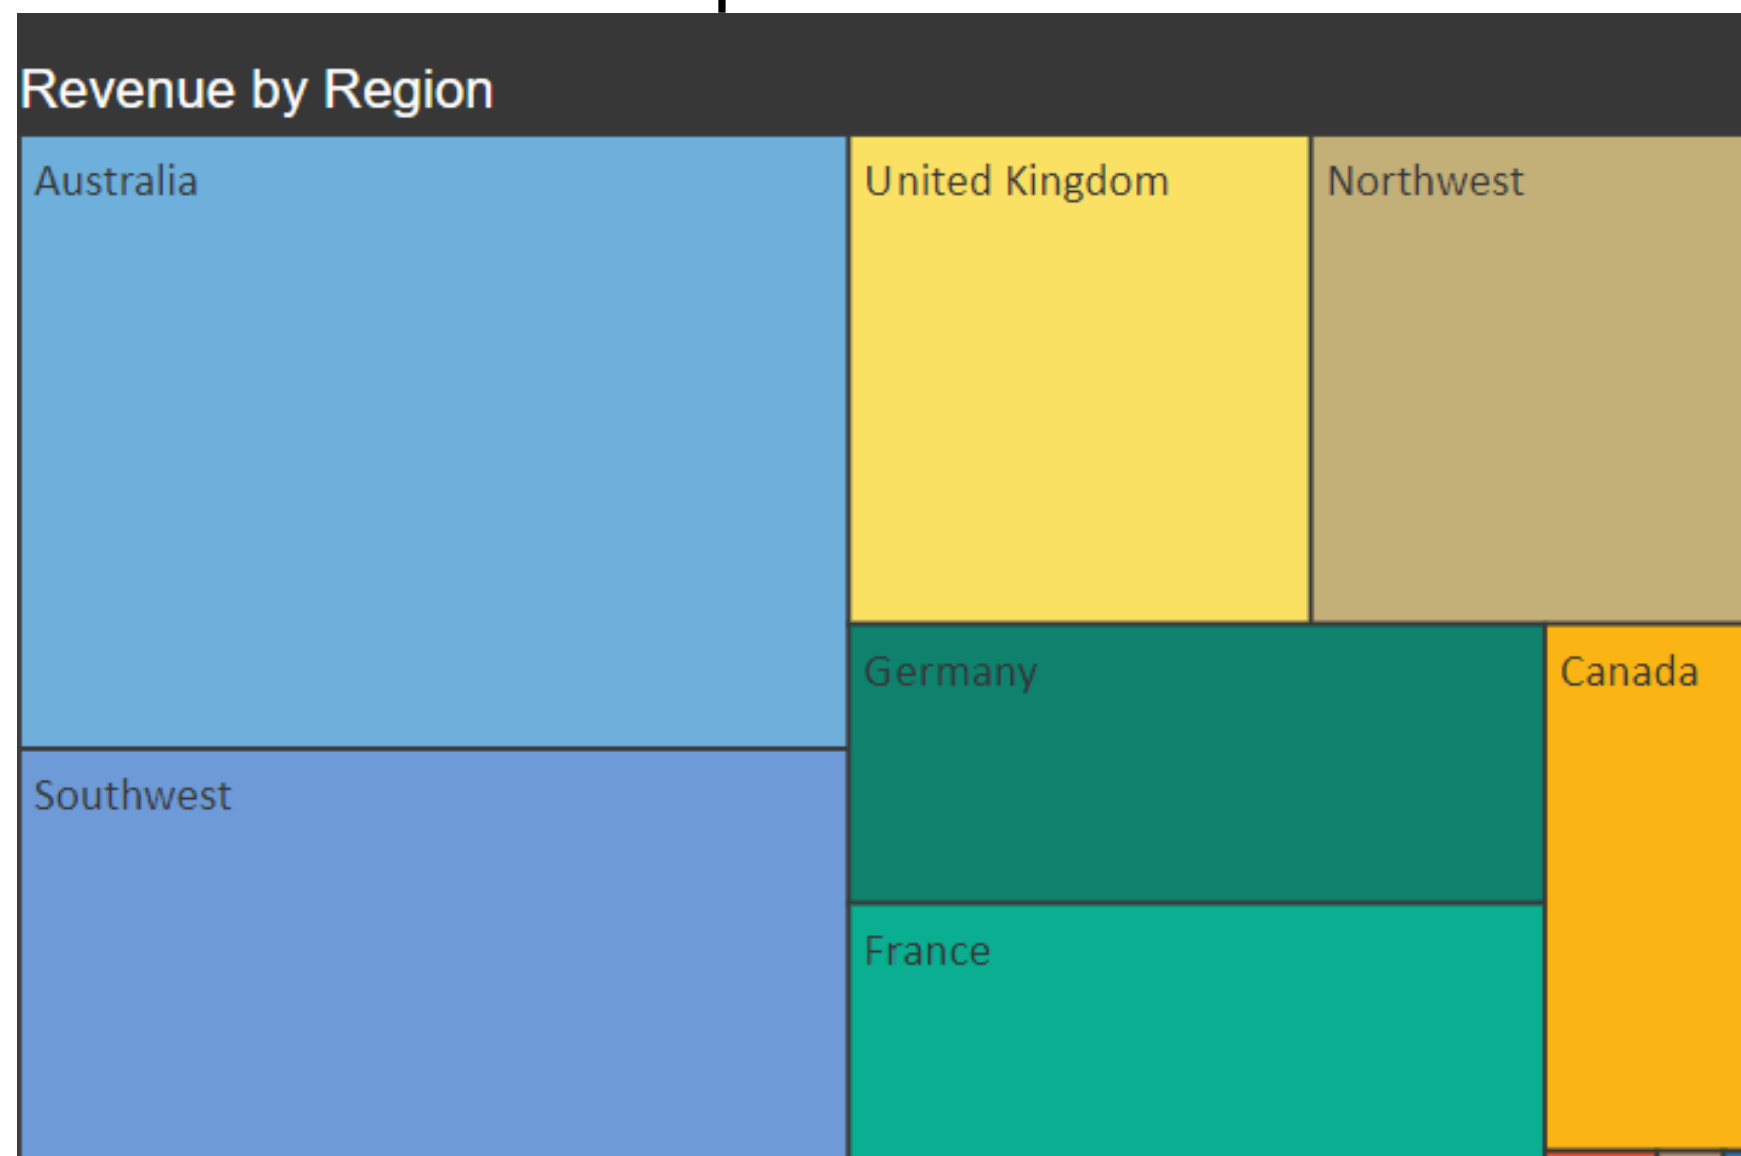 Revenue by Region
Australia
United Kingdom
Northwest
Germany
Canada
Southwest
France